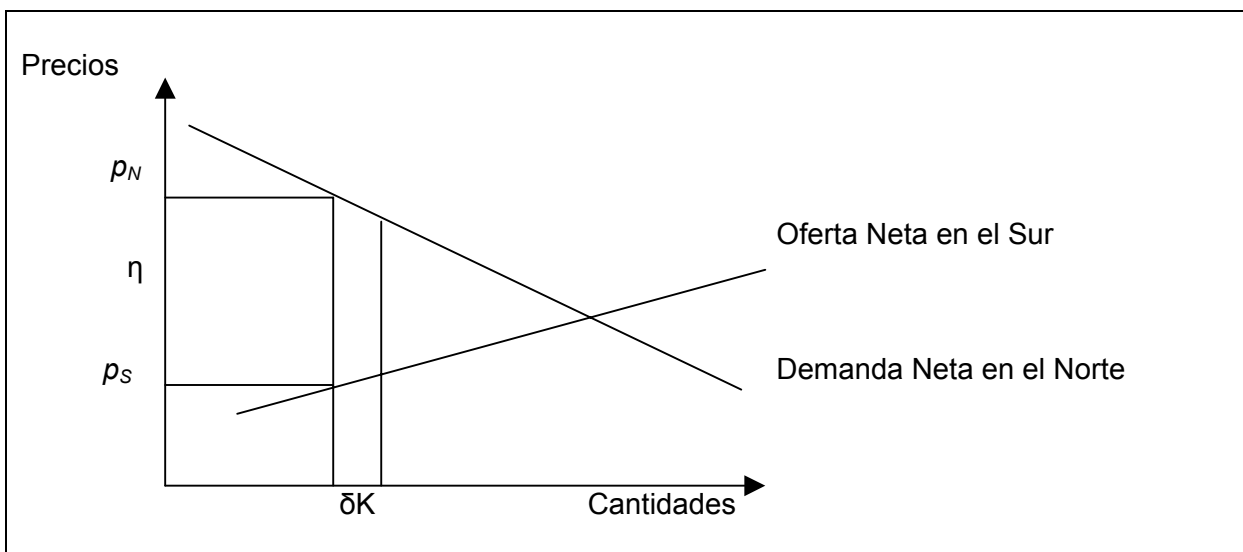 Precios
p_N
Oferta Neta en el Sur
η
p_S
Demanda Neta en el Norte
δK
Cantidades